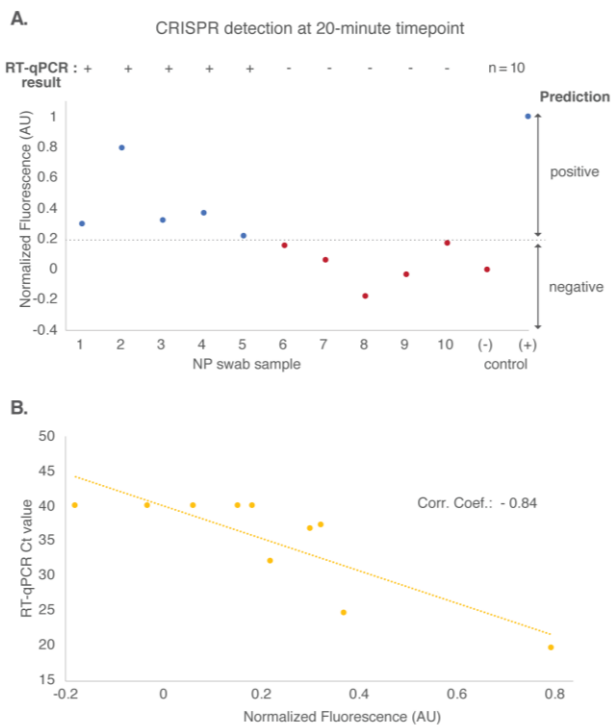 A.
CRISPR detection at 20-minute timepoint
RT-qPCR : + + + + + - - - - - n = 10
result
Prediction
Normalized Fluorescence (AU)
1
0.8
0.6
0.4
0.2
0
-0.2
-0.4
positive
negative
1 2 3 4 5 6 7 8 9 10 (-) (+)
NP swab sample control
B.
RT-qPCR Ct value
50
45
40
35
30
25
20
15
Corr. Coef.: - 0.84
-0.2 0 0.2 0.4 0.6 0.8
Normalized Fluorescence (AU)